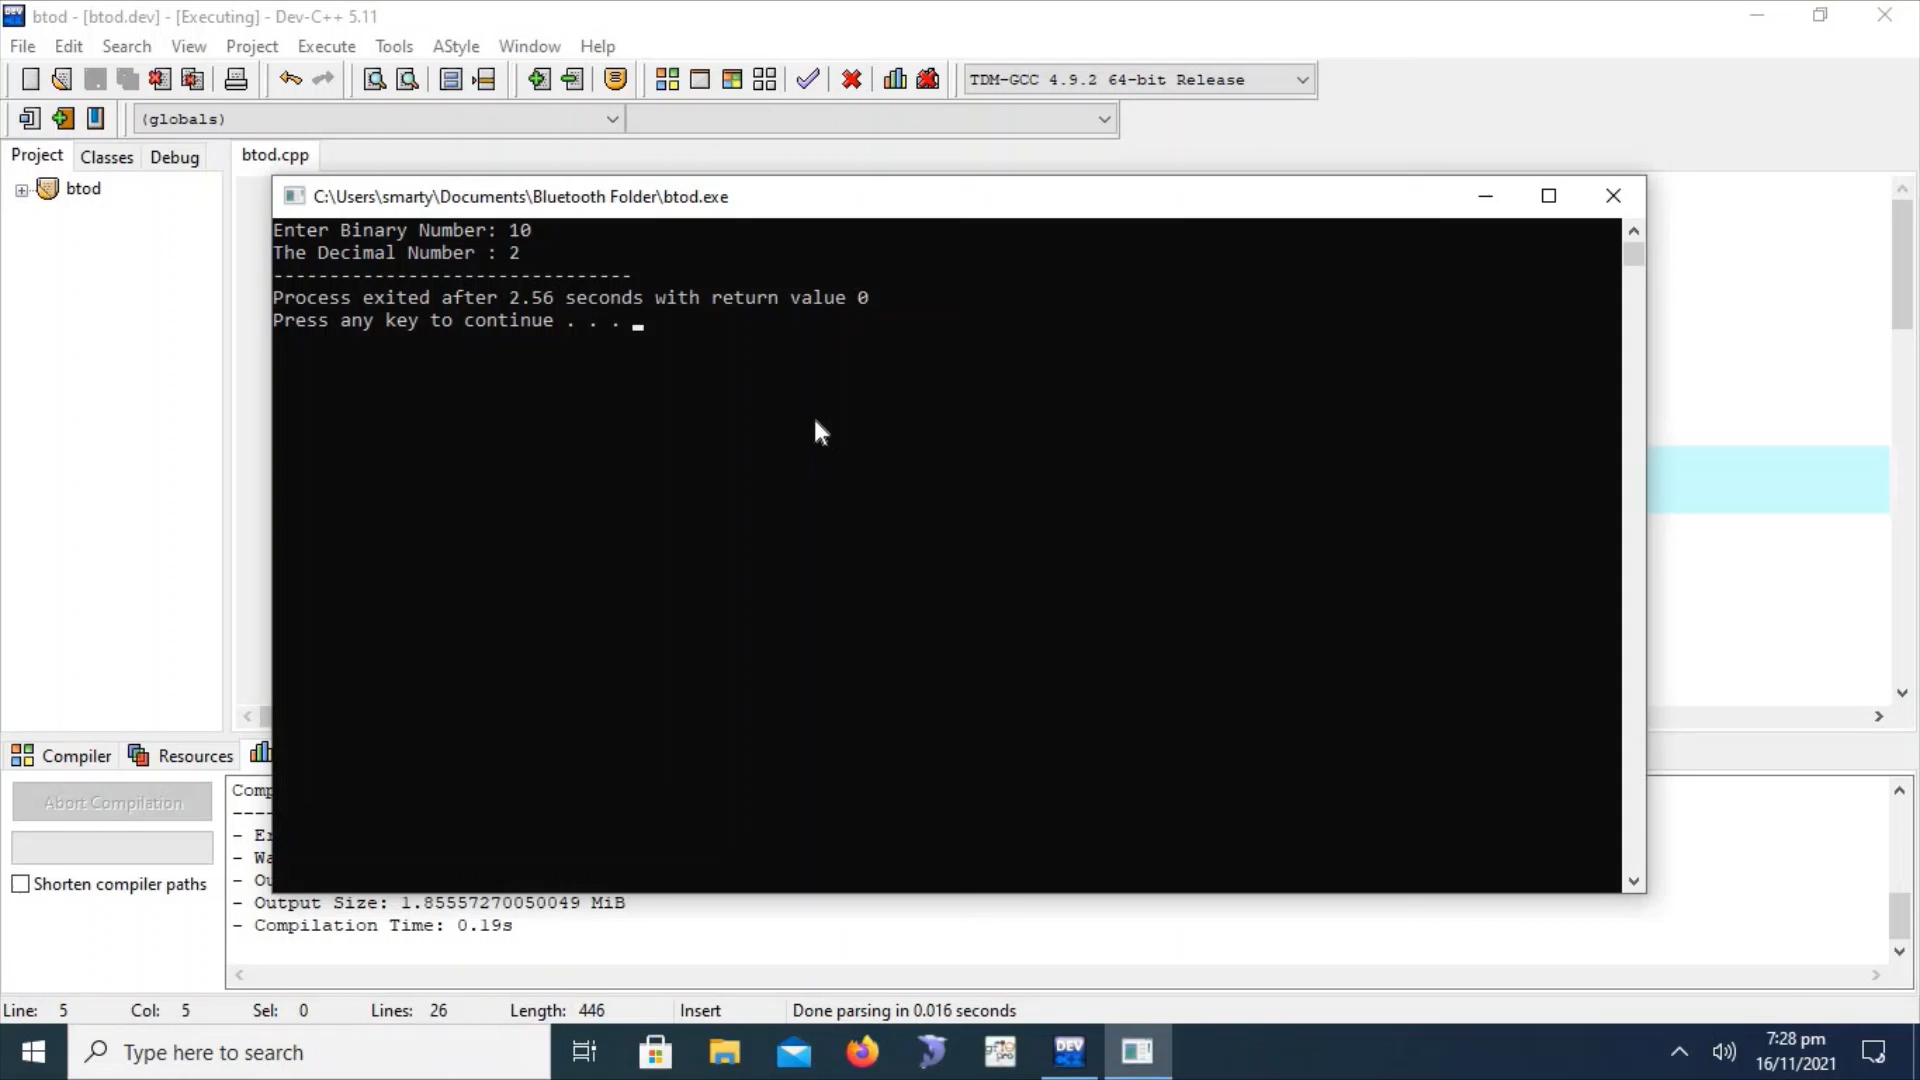 btod - [btod.dev] - [Executing] - Dev-C++ 5.11
File Edit Search View Project Execute Tools AStyle Window Help
TDM-GCC 4.9.2 64-bit Release
(globals)
Project Classes Debug btod.cpp
btod
C:\Users\smarty\Documents\Bluetooth Folder\btod.exe
Enter Binary Number: 10
The Decimal Number : 2
--------------------------------
Process exited after 2.56 seconds with return value 0
Press any key to continue . . .
Compiler Resources
Abort Compilation
Shorten compiler paths
- Output Size: 1.85557270050049 MiB
- Compilation Time: 0.19s
Line: 5 Col: 5 Sel: 0 Lines: 26 Length: 446 Insert Done parsing in 0.016 seconds
Type here to search
DEV
7:28 pm
16/11/2021